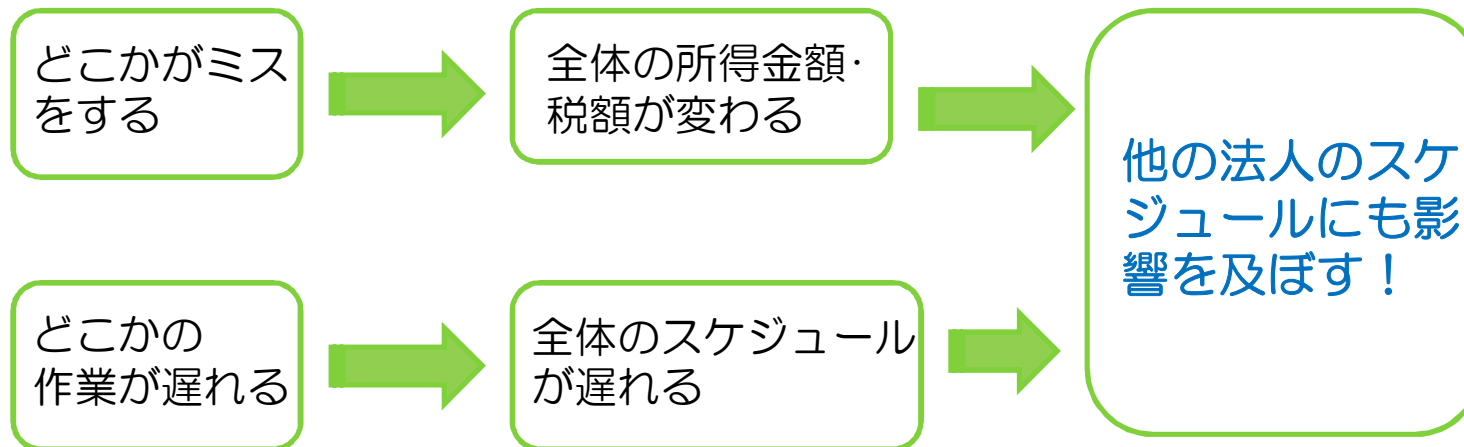 どこかがミス
をする
全体の所得金額・
税額が変わる
他の法人のスケ
ジュールにも影
響を及ぼす！
どこかの
作業が遅れる
全体のスケジュール
が遅れる